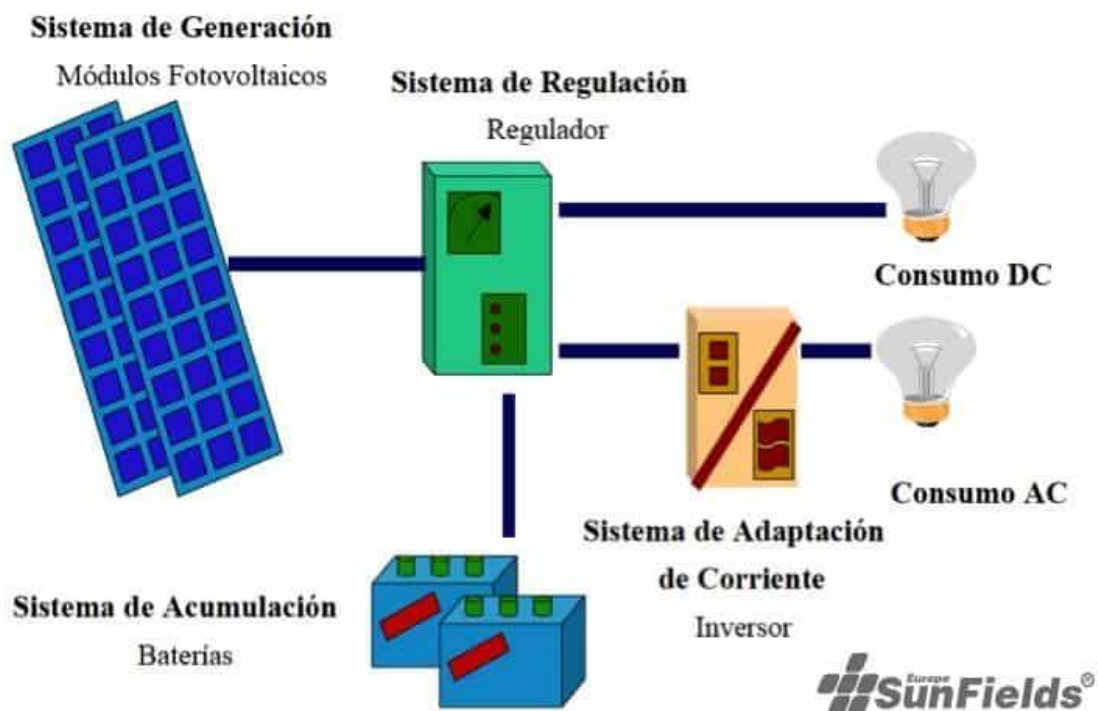 Sistema de Generación
Módulos Fotovoltaicos
Sistema de Regulación
Regulador
Consumo DC
Consumo AC
Sistema de Adaptación
de Corriente
Inversor
Sistema de Acumulación
Baterías
Europe
SunFields®